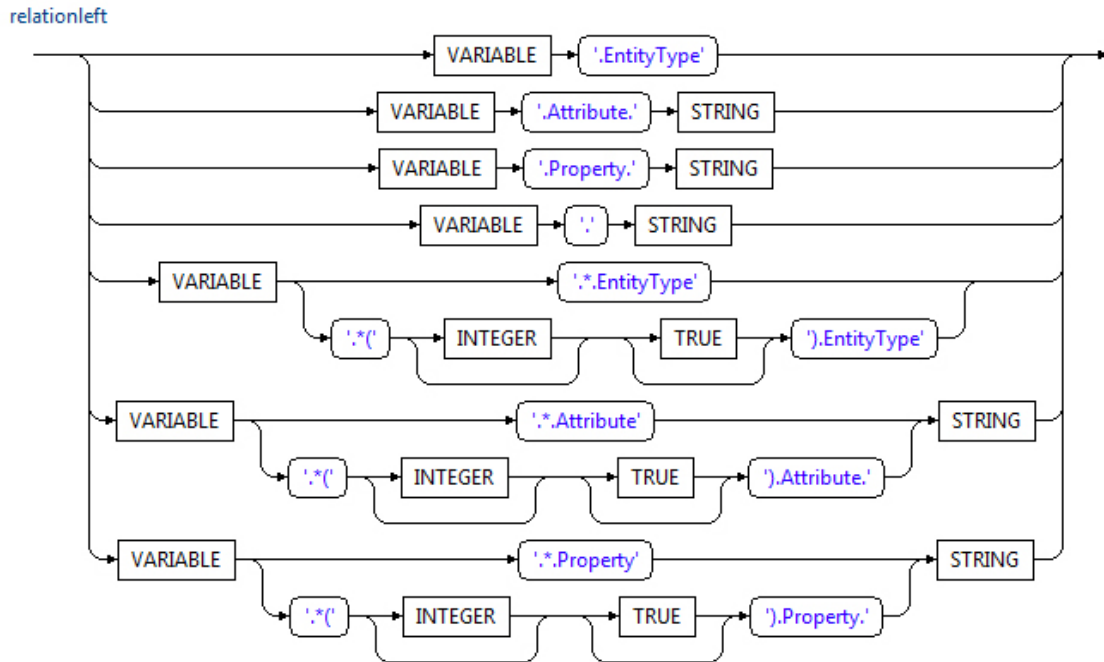 relationleft
VARIABLE '.EntityType'
VARIABLE '.Attribute.' STRING
VARIABLE '.Property.' STRING
VARIABLE '.' STRING
VARIABLE '.*.EntityType'
'.*(' INTEGER TRUE ').EntityType'
VARIABLE '.*.Attribute' STRING
'.*(' INTEGER TRUE ').Attribute.'
VARIABLE '.*.Property' STRING
'.*(' INTEGER TRUE ').Property.'